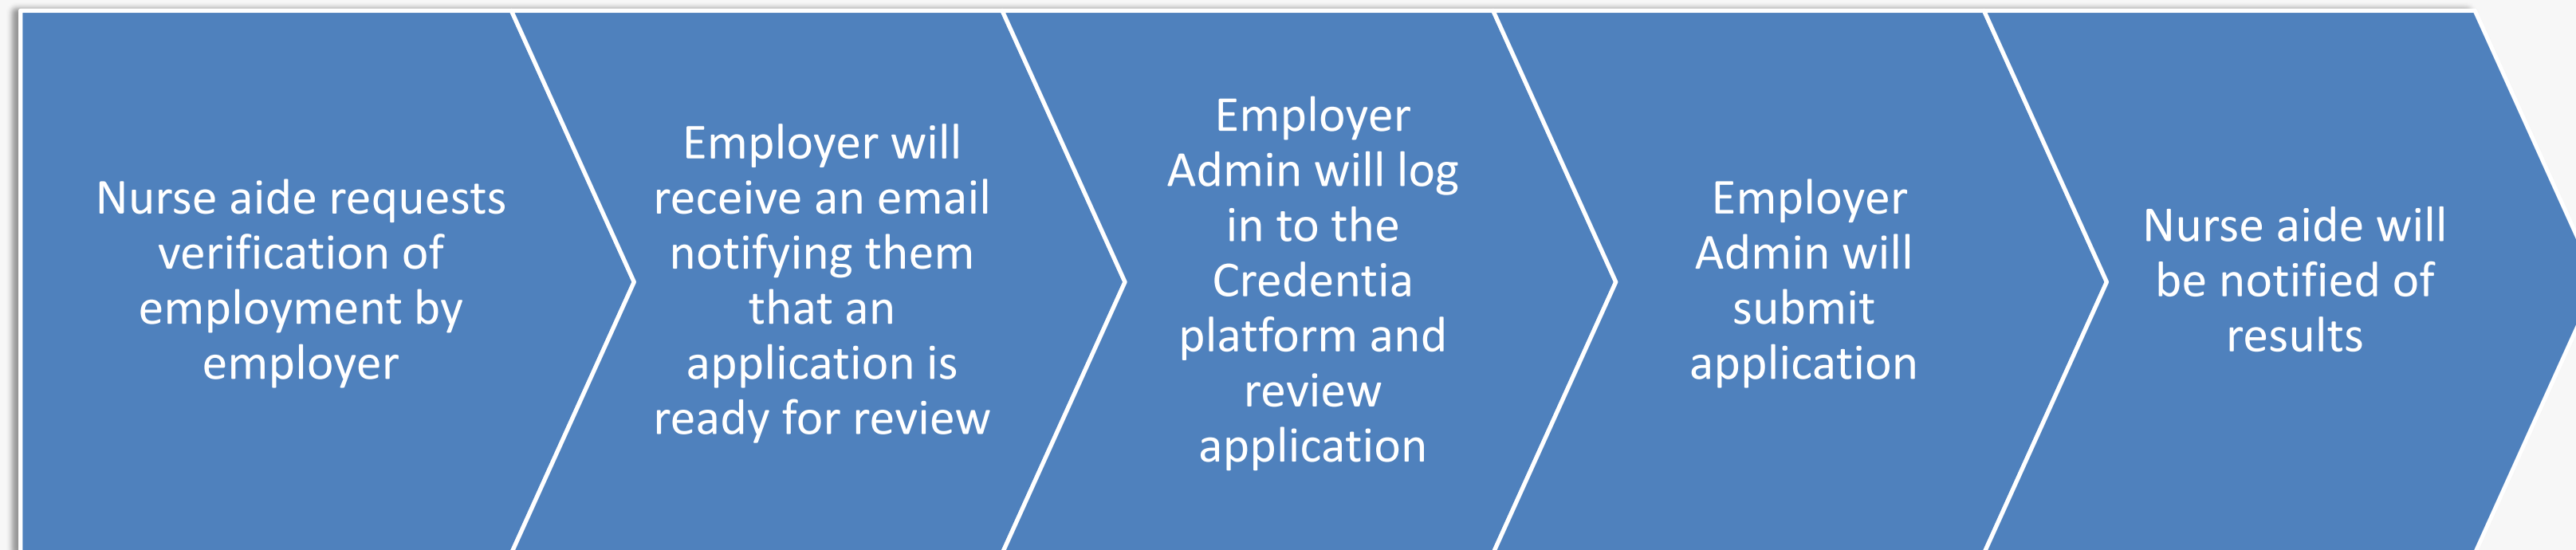 Nurse aide requests
verification of
employment by
employer
Employer will
receive an email
notifying them
that an
application is
ready for review
Employer
Admin will log
in to the
Credentia
platform and
review
application
Employer
Admin will
submit
application
Nurse aide will
be notified of
results